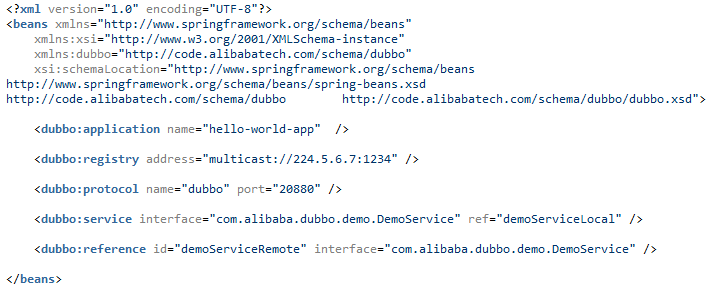 <?xml version="1.0" encoding="UTF-8"?>
<beans xmlns="http://www.springframework.org/schema/beans"
    xmlns:xsi="http://www.w3.org/2001/XMLSchema-instance"
    xmlns:dubbo="http://code.alibabatech.com/schema/dubbo"
    xsi:schemaLocation="http://www.springframework.org/schema/beans
http://www.springframework.org/schema/beans/spring-beans.xsd
http://code.alibabatech.com/schema/dubbo        http://code.alibabatech.com/schema/dubbo/dubbo.xsd">
    <dubbo:application name="hello-world-app"  />
    <dubbo:registry address="multicast://224.5.6.7:1234" />
    <dubbo:protocol name="dubbo" port="20880" />
    <dubbo:service interface="com.alibaba.dubbo.demo.DemoService" ref="demoServiceLocal" />
    <dubbo:reference id="demoServiceRemote" interface="com.alibaba.dubbo.demo.DemoService" />
</beans>